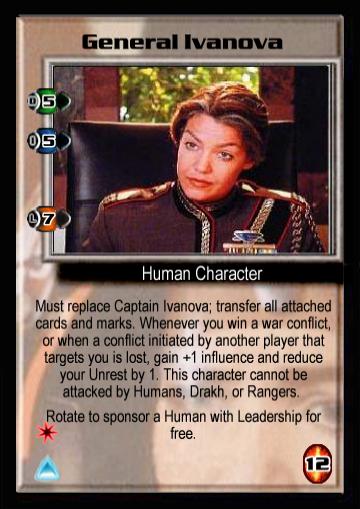 General Ivanova
D 5
D 5
L 7
Human Character
Must replace Captain Ivanova; transfer all attached
cards and marks. Whenever you win a war conflict,
or when a conflict initiated by another player that
targets you is lost, gain +1 influence and reduce
your Unrest by 1. This character cannot be
attacked by Humans, Drakh, or Rangers.
Rotate to sponsor a Human with Leadership for
free.
12